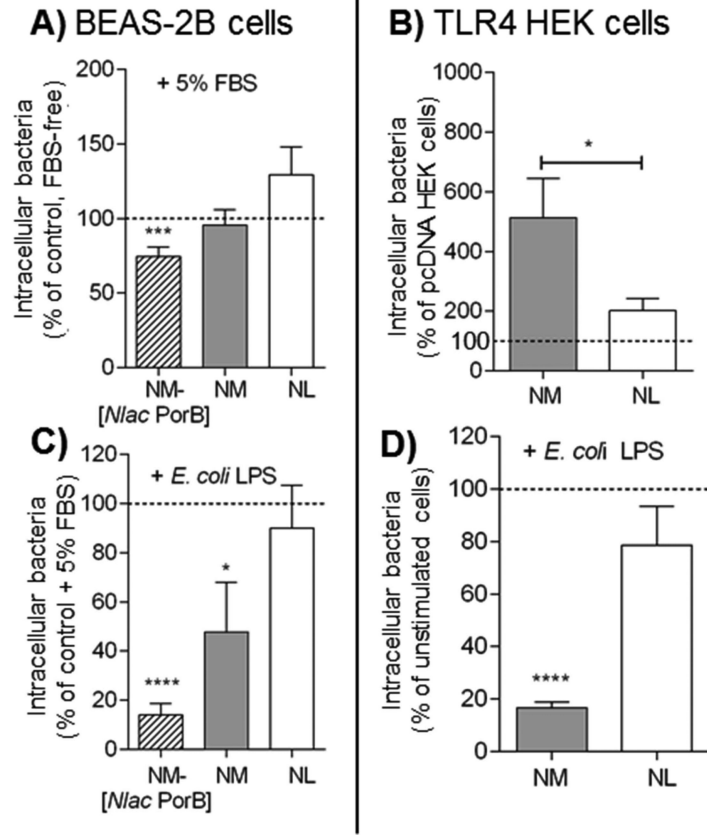 A) BEAS-2B cells
+ 5% FBS
Intracellular bacteria
(% of control, FBS-free)
200
150
100
50
0
***
NM-
[Nlac PorB]
NM
NL
B) TLR4 HEK cells
Intracellular bacteria
(% of pcDNA HEK cells)
1000
800
600
400
200
100
0
*
NM
NL
C)
+ E. coli LPS
Intracellular bacteria
(% of control + 5% FBS)
120
100
80
60
40
20
0
****
*
NM-
[Nlac PorB]
NM
NL
D)
+ E. coli LPS
Intracellular bacteria
(% of unstimulated cells)
120
100
80
60
40
20
0
****
NM
NL